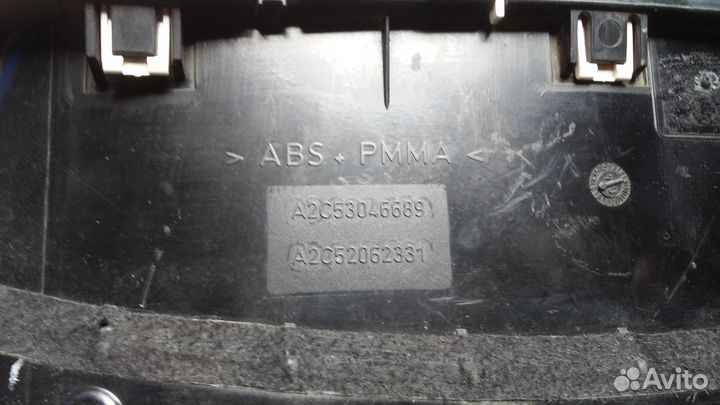 > ABS + PMMA <
A2C53046689
A2C52062331
Avito